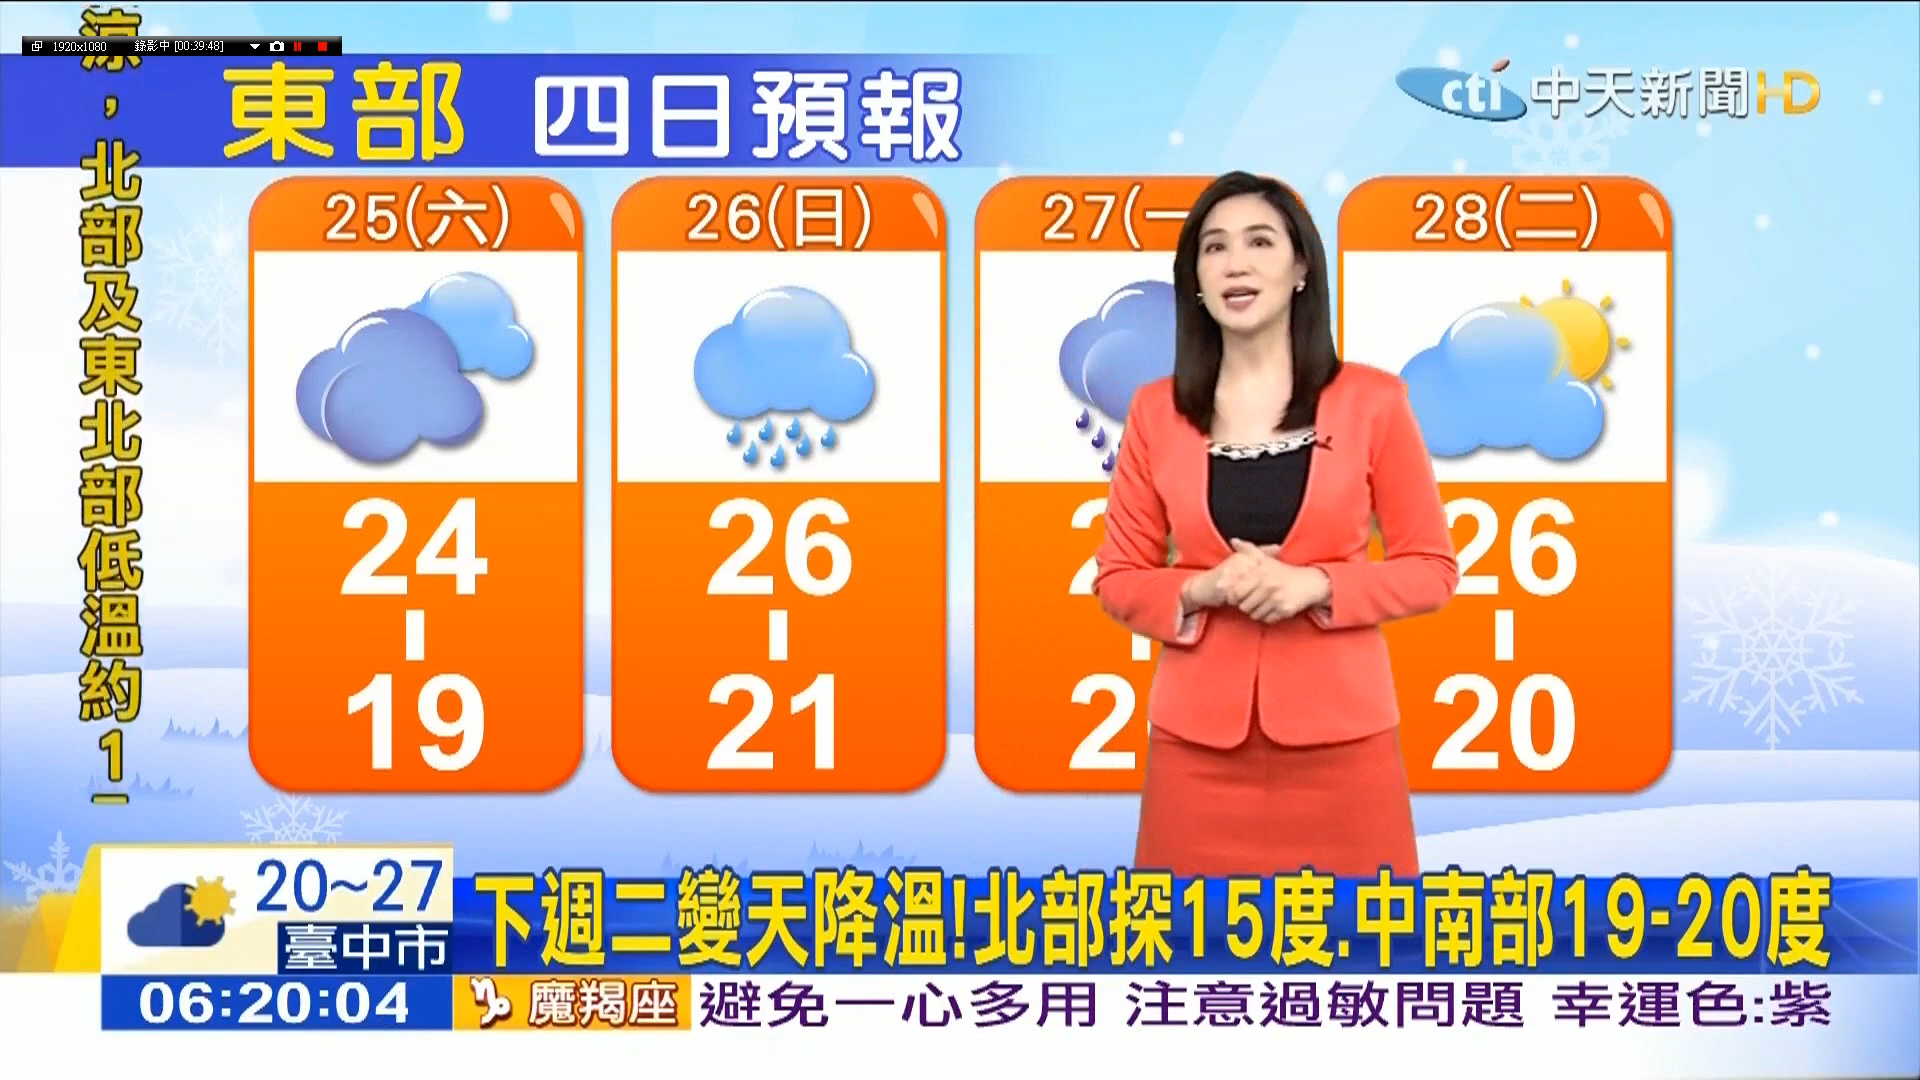 1920x1080 錄影中 [00:39:48]
涼，北部及東北部低溫約1
東部 四日預報
cti 中天新聞HD
25(六)
26(日)
27(一
28(二)
24
19
26
21
26
20
20~27
臺中市
下週二變天降溫!北部探15度.中南部19-20度
06:20:04
魔羯座 避免一心多用 注意過敏問題 幸運色:紫